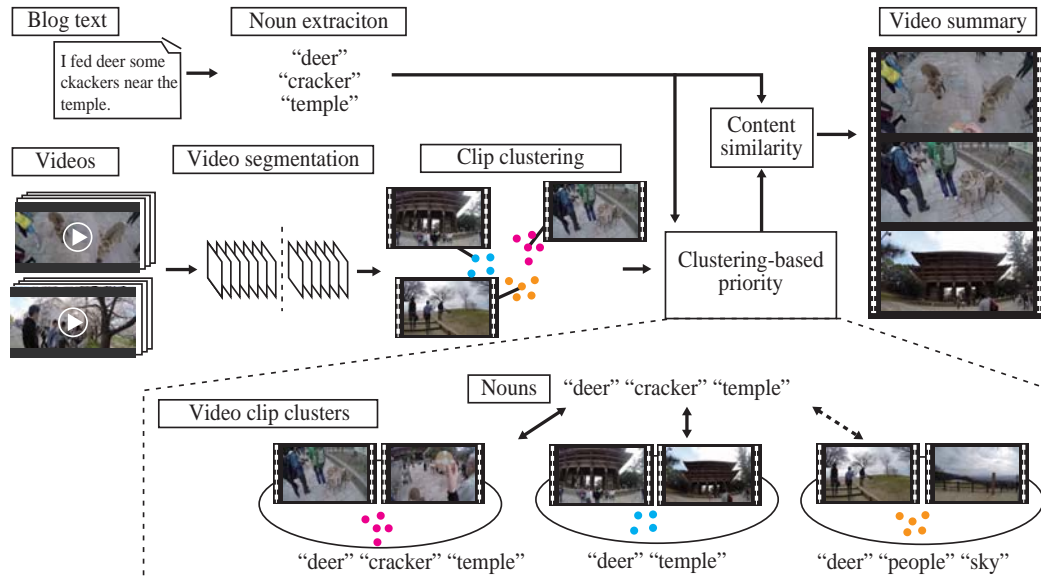 Blog text
Noun extraciton
Video summary
I fed deer some
ckackers near the
temple.
“deer”
“cracker”
“temple”
Content
similarity
Videos
Video segmentation
Clip clustering
Clustering-based
priority
Nouns
“deer” “cracker” “temple”
Video clip clusters
“deer” “cracker” “temple”
“deer” “temple”
“deer” “people” “sky”